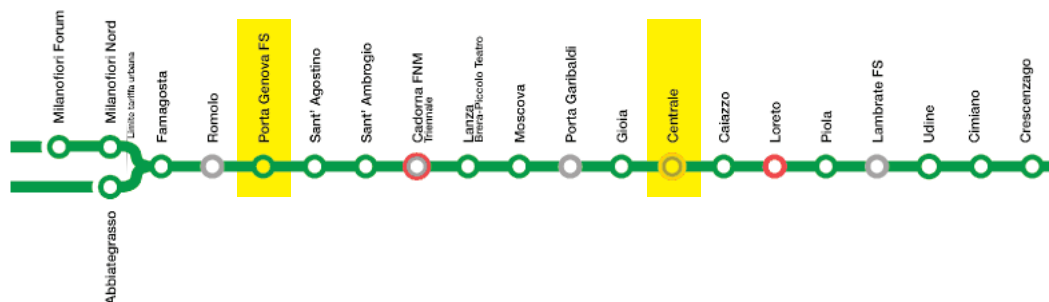 Milanofiori Forum
Milanofiori Nord
Limite tariffa urbana
Abbiategrasso
Famagosta
Romolo
Porta Genova FS
Sant' Agostino
Sant' Ambrogio
Cadorna FNM
Triennale
Lanza
Brera-Piccolo Teatro
Moscova
Porta Garibaldi
Gioia
Centrale
Caiazzo
Loreto
Piola
Lambrate FS
Udine
Cimiano
Crescenzago